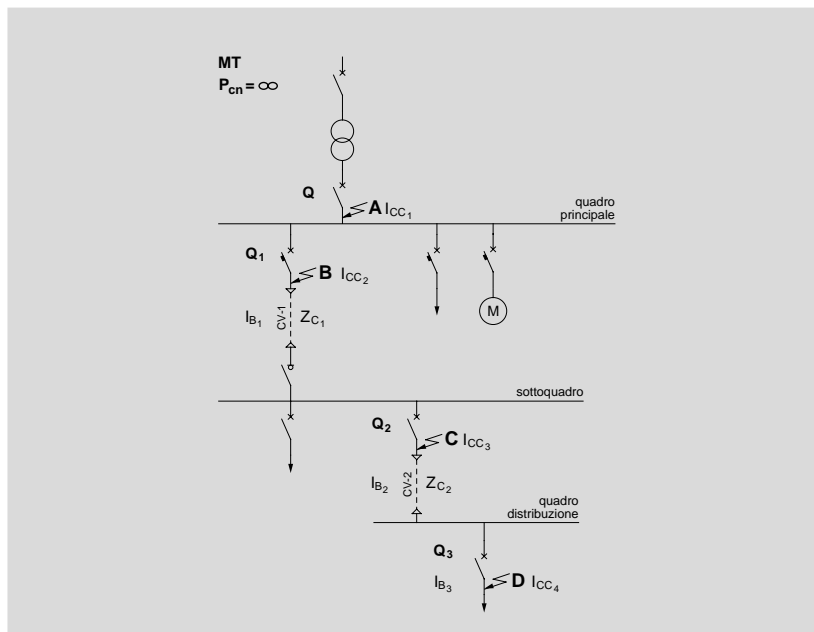 MT
Pcn = ∞
Q
A ICC1
quadro
principale
Q1
B ICC2
IB1 CV-1 ZC1
M
sottoquadro
Q2
C ICC3
IB2 CV-2 ZC2
quadro
distribuzione
Q3
IB3
D ICC4